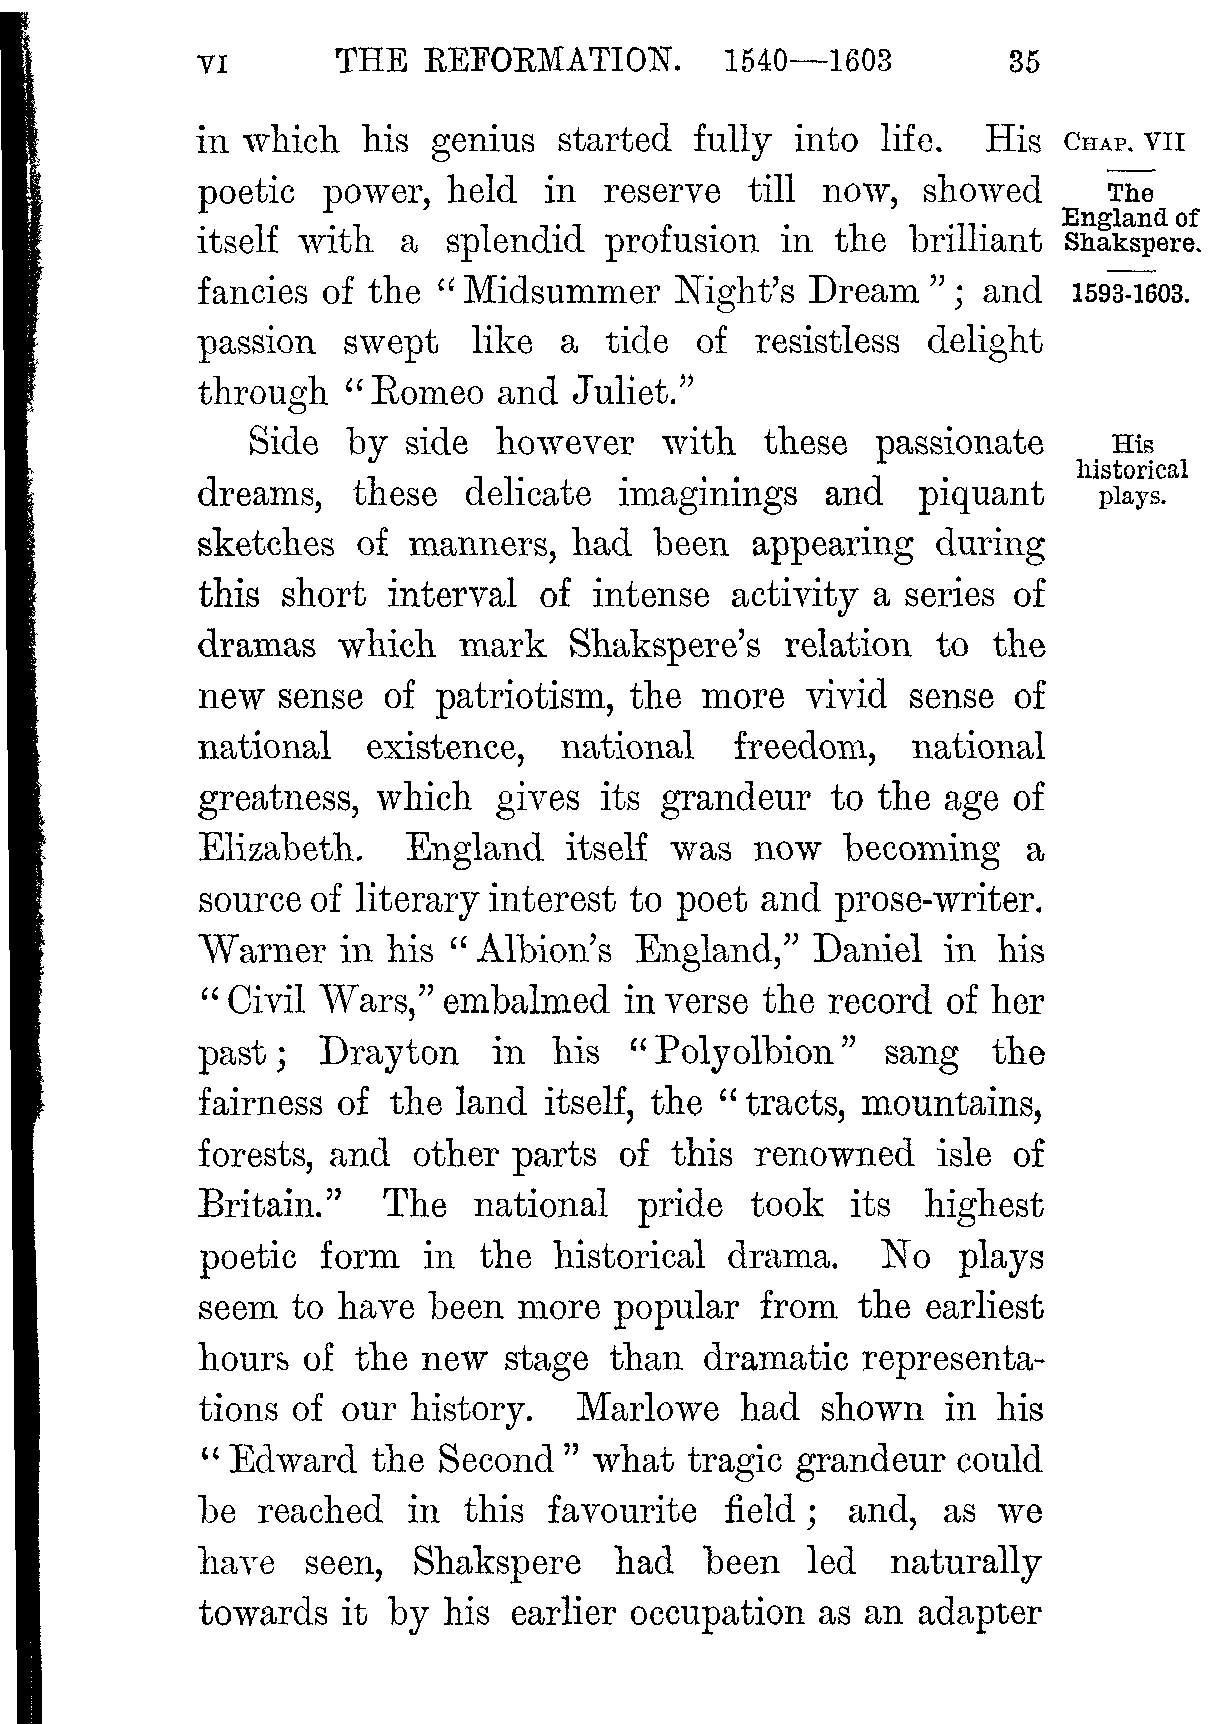 VI THE REFORMATION. 1540—1603 35
in which his genius started fully into life. His
poetic power, held in reserve till now, showed
itself with a splendid profusion in the brilliant
fancies of the "Midsummer Night's Dream"; and
passion swept like a tide of resistless delight
through "Romeo and Juliet."
CHAP. VII
The
England of
Shakspere.
1593-1603.
Side by side however with these passionate
dreams, these delicate imaginings and piquant
sketches of manners, had been appearing during
this short interval of intense activity a series of
dramas which mark Shakspere's relation to the
new sense of patriotism, the more vivid sense of
national existence, national freedom, national
greatness, which gives its grandeur to the age of
Elizabeth. England itself was now becoming a
source of literary interest to poet and prose-writer.
Warner in his "Albion's England," Daniel in his
"Civil Wars," embalmed in verse the record of her
past; Drayton in his "Polyolbion" sang the
fairness of the land itself, the "tracts, mountains,
forests, and other parts of this renowned isle of
Britain." The national pride took its highest
poetic form in the historical drama. No plays
seem to have been more popular from the earliest
hours of the new stage than dramatic representa-
tions of our history. Marlowe had shown in his
"Edward the Second" what tragic grandeur could
be reached in this favourite field; and, as we
have seen, Shakspere had been led naturally
towards it by his earlier occupation as an adapter
His
historical
plays.